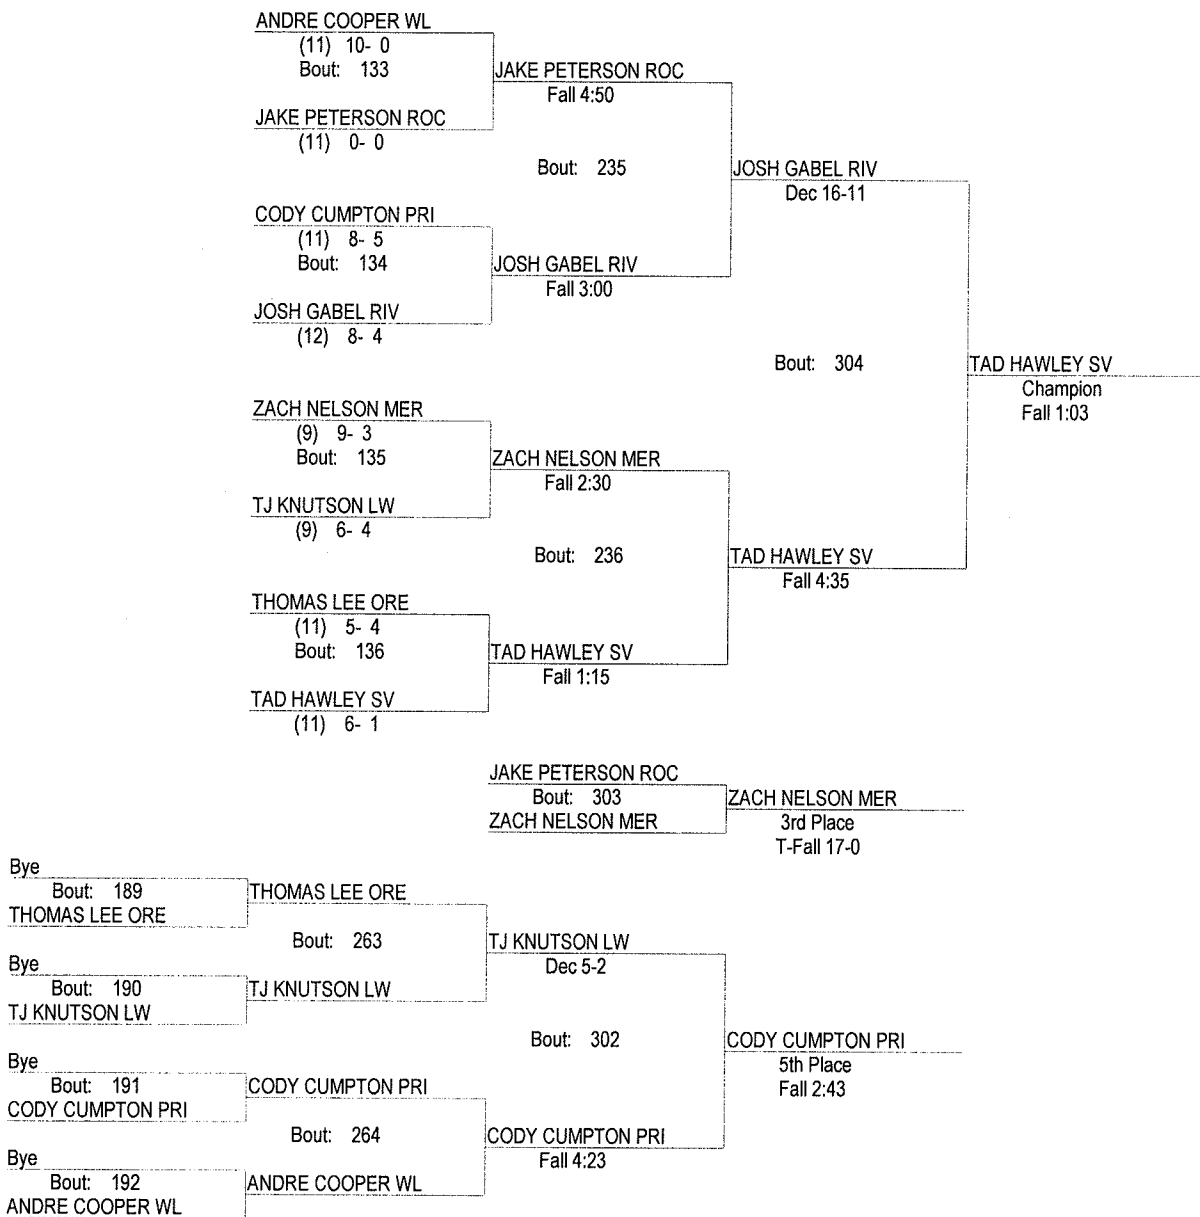 ANDRE COOPER WL
(11) 10- 0
Bout: 133
JAKE PETERSON ROC
Fall 4:50
JAKE PETERSON ROC
(11) 0- 0
Bout: 235
JOSH GABEL RIV
Dec 16-11
CODY CUMPTON PRI
(11) 8- 5
Bout: 134
JOSH GABEL RIV
Fall 3:00
JOSH GABEL RIV
(12) 8- 4
Bout: 304
TAD HAWLEY SV
Champion
Fall 1:03
ZACH NELSON MER
(9) 9- 3
Bout: 135
ZACH NELSON MER
Fall 2:30
TJ KNUTSON LW
(9) 6- 4
Bout: 236
TAD HAWLEY SV
Fall 4:35
THOMAS LEE ORE
(11) 5- 4
Bout: 136
TAD HAWLEY SV
Fall 1:15
TAD HAWLEY SV
(11) 6- 1
JAKE PETERSON ROC
Bout: 303
ZACH NELSON MER
ZACH NELSON MER
3rd Place
T-Fall 17-0
Bye
Bout: 189
THOMAS LEE ORE
THOMAS LEE ORE
Bout: 263
TJ KNUTSON LW
Dec 5-2
Bye
Bout: 190
TJ KNUTSON LW
TJ KNUTSON LW
Bout: 302
CODY CUMPTON PRI
5th Place
Fall 2:43
Bye
Bout: 191
CODY CUMPTON PRI
CODY CUMPTON PRI
Bout: 264
CODY CUMPTON PRI
Fall 4:23
Bye
Bout: 192
ANDRE COOPER WL
ANDRE COOPER WL